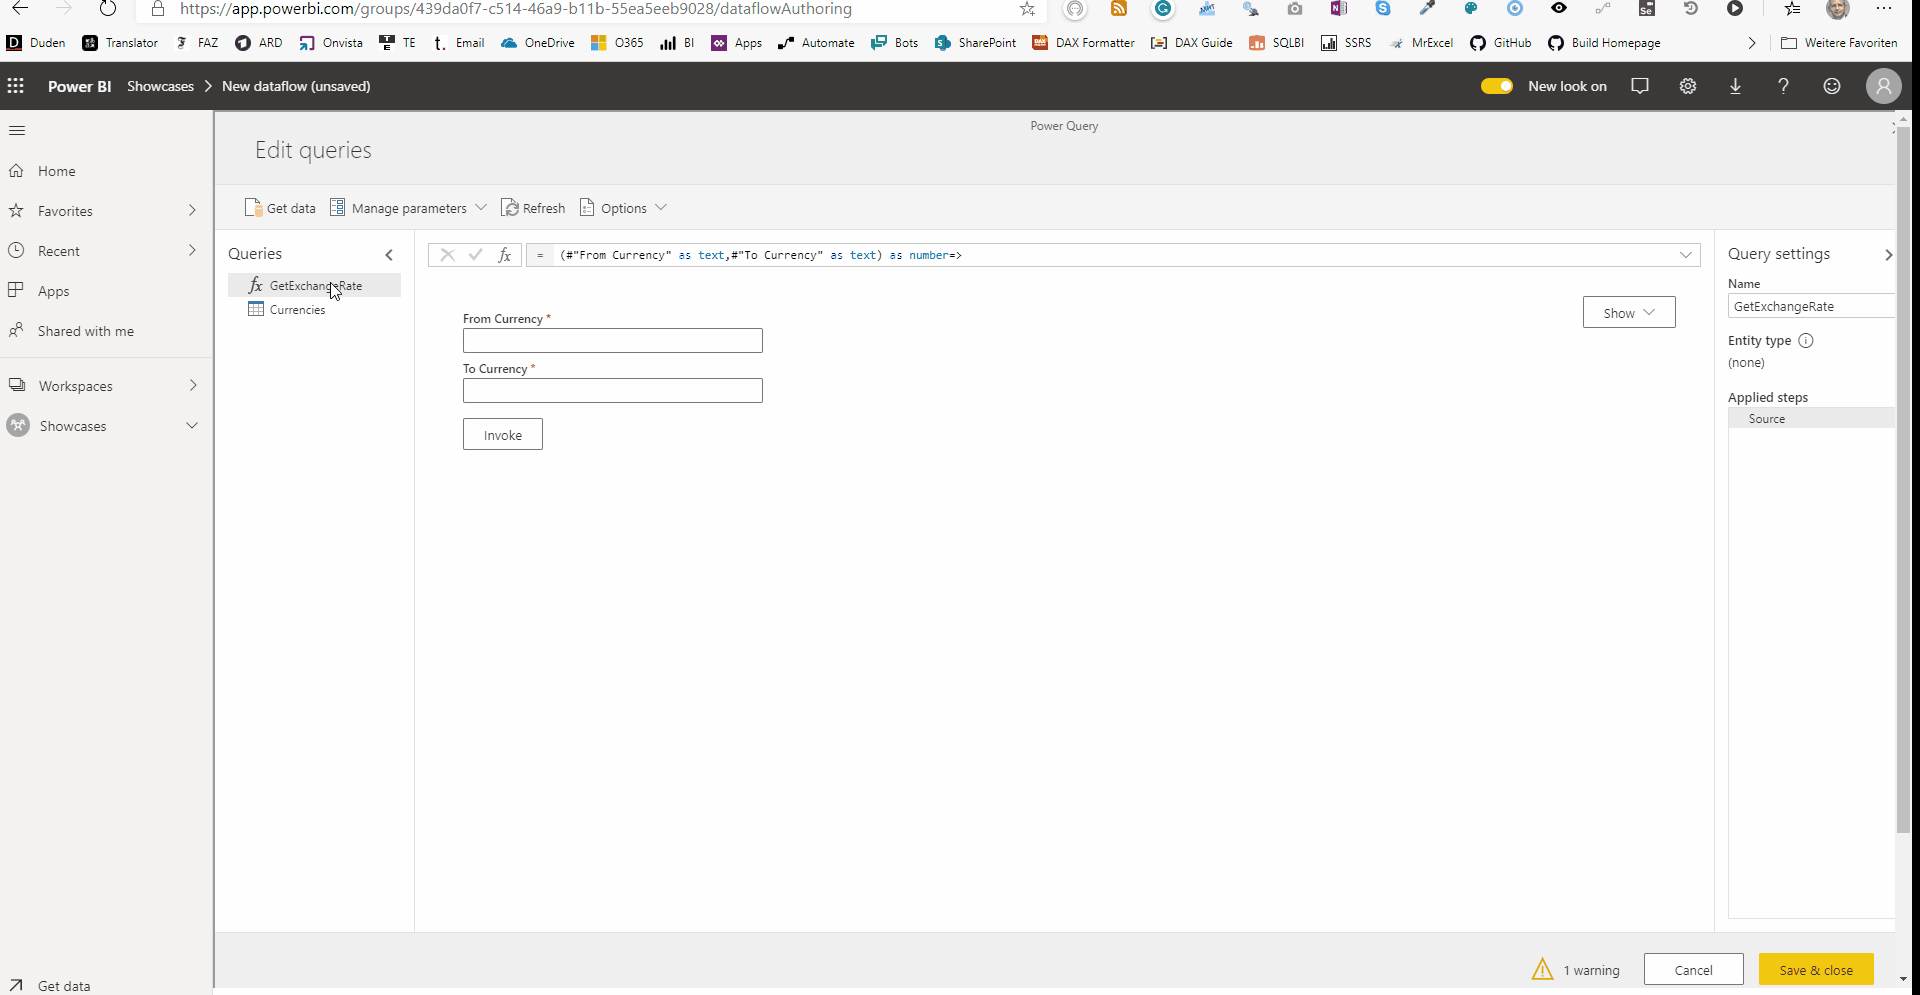 https://app.powerbi.com/groups/439da0f7-c514-46a9-b11b-55ea5eeb9028/dataflowAuthoring
Duden Translator FAZ ARD Onvista TE Email OneDrive O365 BI Apps Automate Bots SharePoint DAX Formatter DAX Guide SQLBI SSRS MrExcel GitHub Build Homepage Weitere Favoriten
Power BI Showcases New dataflow (unsaved) New look on
Power Query
Edit queries
Home
Favorites
Recent
Apps
Shared with me
Workspaces
Showcases
Get data
Get data Manage parameters Refresh Options
Queries
GetExchangeRate
Currencies
fx = (#"From Currency" as text,#"To Currency" as text) as number=>
From Currency *
To Currency *
Invoke
Show
Query settings
Name
GetExchangeRate
Entity type
(none)
Applied steps
Source
1 warning
Cancel
Save & close